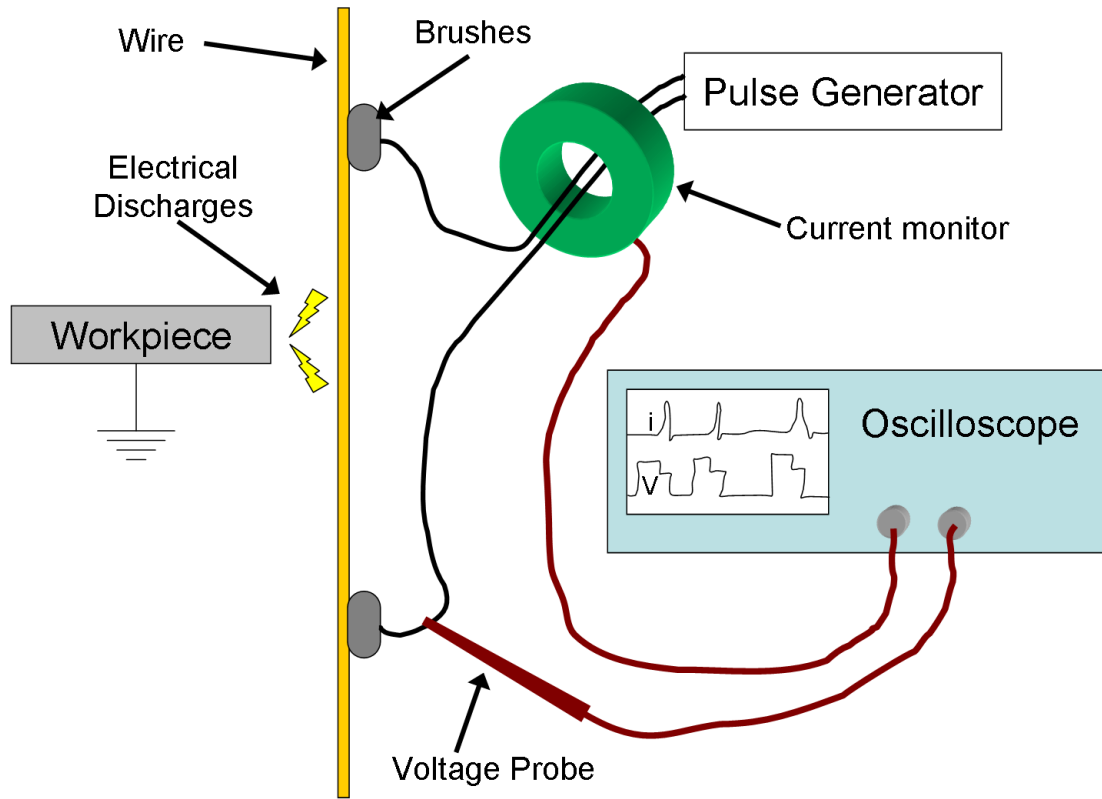 Wire
Brushes
Pulse Generator
Electrical
Discharges
Current monitor
Workpiece
i
V
Oscilloscope
Voltage Probe